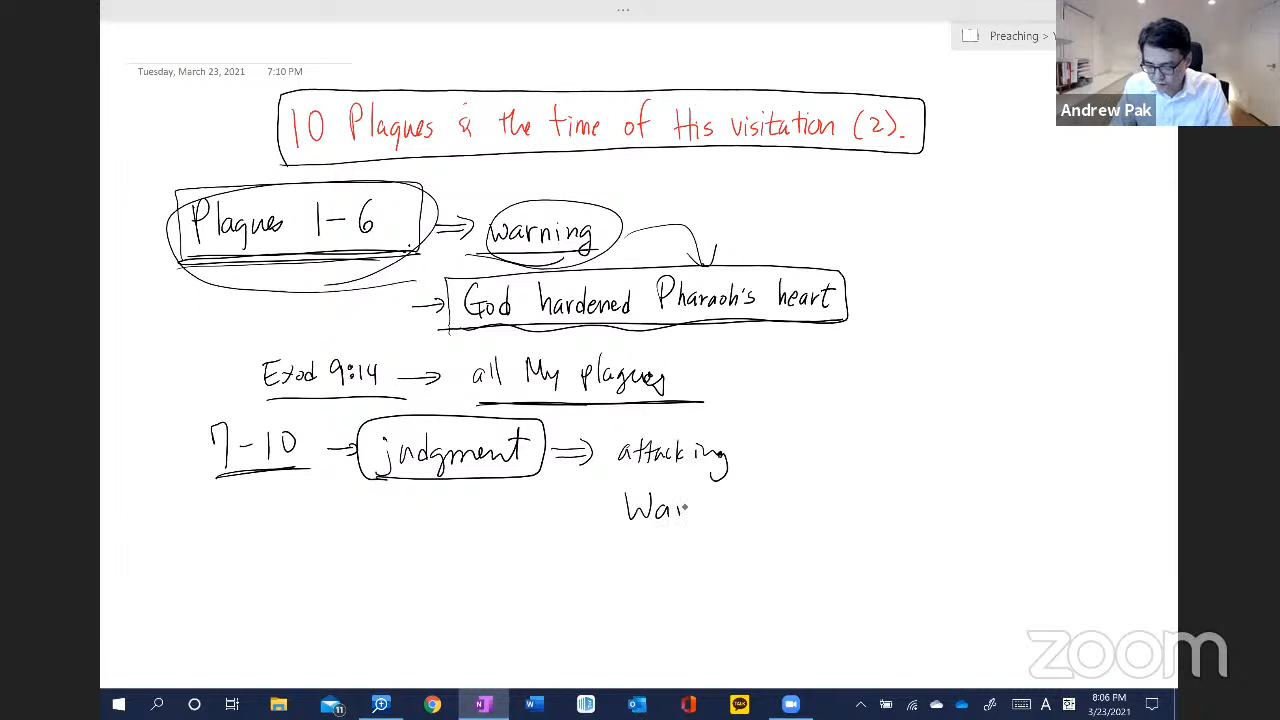 ...
Preaching >
Andrew Pak
Tuesday, March 23, 2021 7:10 PM
10 Plagues & the time of His visitation (2).
Plagues 1-6 ⇒ warning
→ God hardened Pharaoh's heart
Exod 9:14 → all My plagues
7-10 → judgment ⇒ attacking
War
zoom
11
TALK
A
8:06 PM
3/23/2021